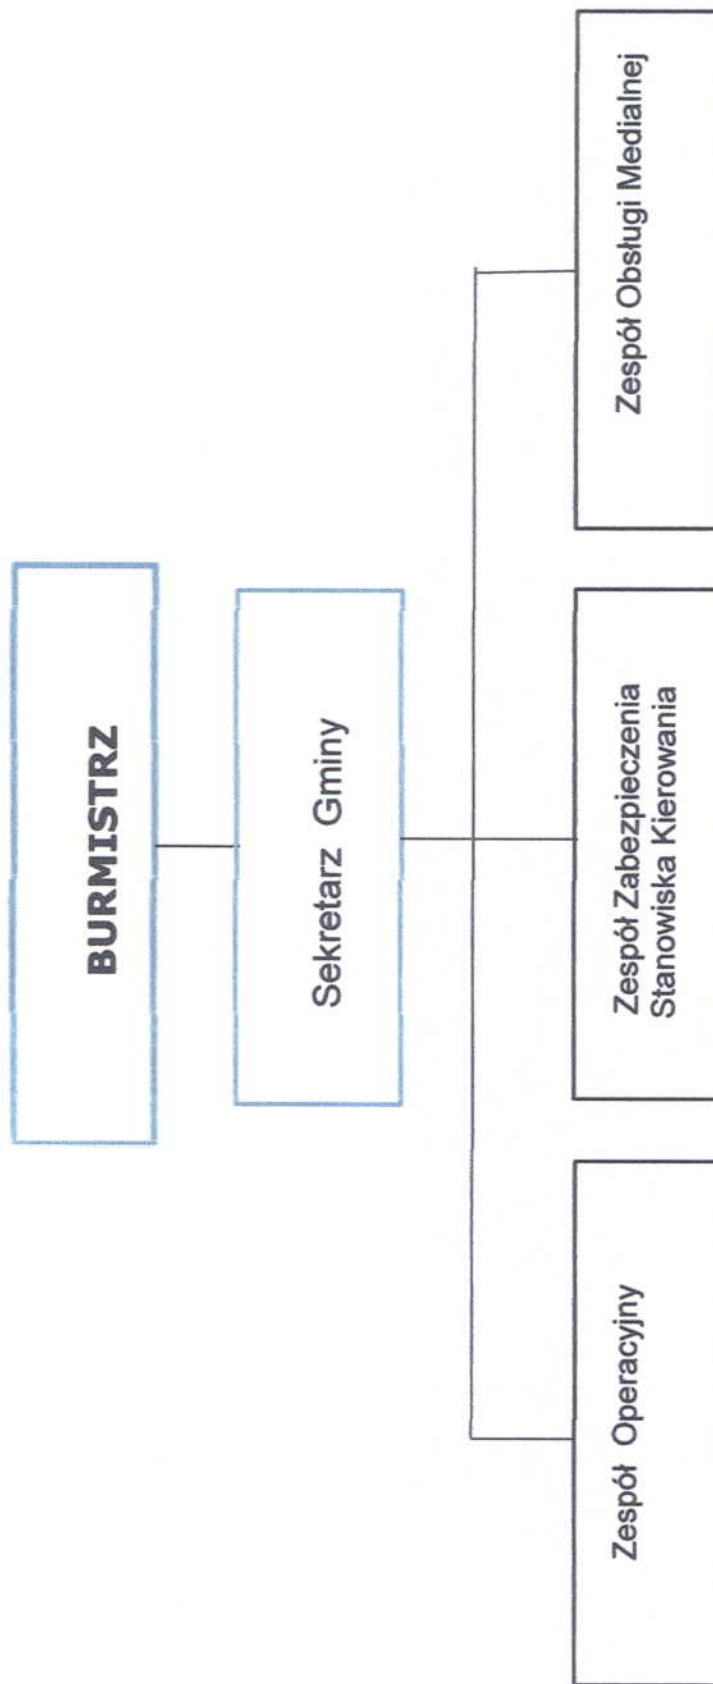 BURMISTRZ
Sekretarz Gminy
Zespół Operacyjny
Zespół Zabezpieczenia
Stanowiska Kierowania
Zespół Obsługi Medialnej